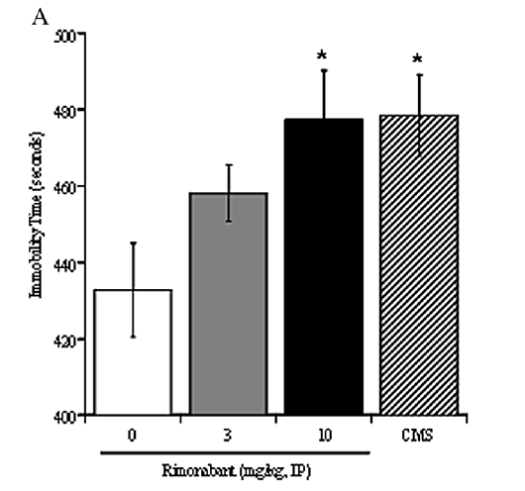 A
500
*
*
480
460
440
420
400
Immobility Time (seconds)
0 3 10 CMS
Rimonabant (mg/kg, IP)